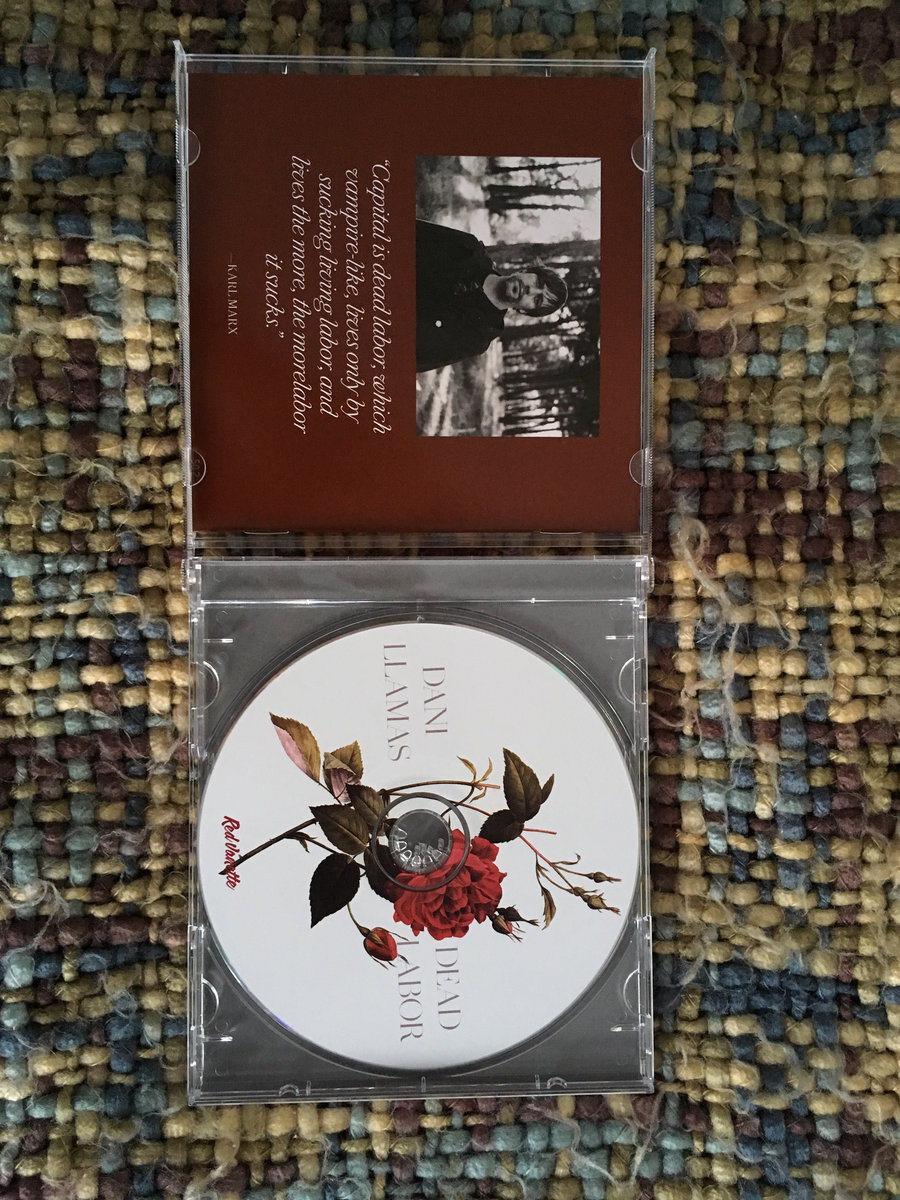 “Capital is dead labor, which
vampire-like, lives only by
sucking living labor, and
lives the more, the more labor
it sucks.”
—KARL MARX
DANI
LLAMAS
DEAD
LABOR
Red Vanette